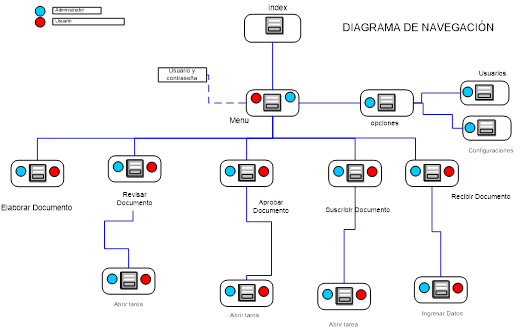 Administrador
Usuario
Index
DIAGRAMA DE NAVEGACIÓN
Usuario y
contraseña
Usuarios
Menu
opciones
Configuraciones
Elaborar Documento
Revisar
Documento
Aprobar
Documento
Suscribir Documento
Recibir Documento
Abrir tarea
Abrir tarea
Abrir tarea
Ingresar Datos